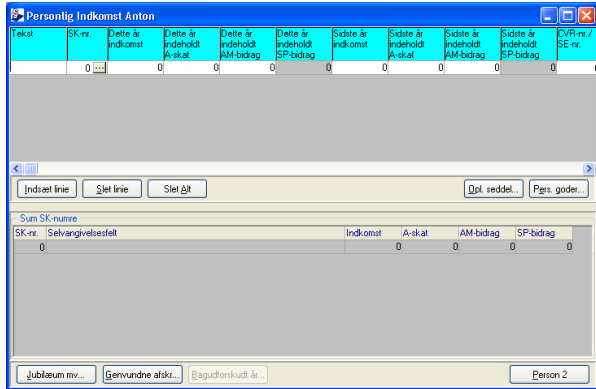 Personlig Indkomst Anton
Tekst SK-nr. Dette år indkomst Dette år indeholdt A-skat Dette år indeholdt AM-bidrag Dette år indeholdt SP-bidrag Sidste år indkomst Sidste år indeholdt A-skat Sidste år indeholdt AM-bidrag Sidste år indeholdt SP-bidrag CVR-nr./ SE-nr.
0 ... 0 0 0 0 0 0 0 0
Indsæt linie Slet linie Slet Alt Opl. seddel... Pers. goder...
Sum SK-numre
SK-nr. Selvangivelsesfelt Indkomst A-skat AM-bidrag SP-bidrag
0 0 0 0 0
Jubilæum mv... Genvundne afskr... Bagudforskudt år... Person 2